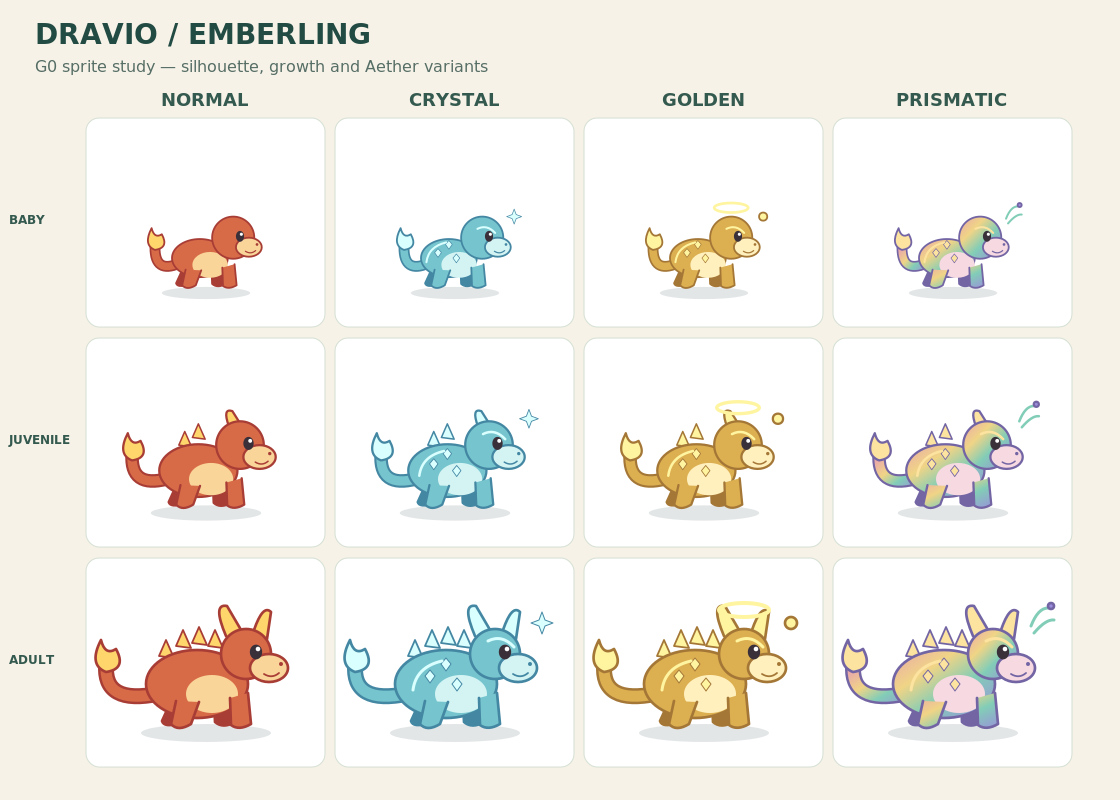 DRAVIO / EMBERLING
G0 sprite study — silhouette, growth and Aether variants
NORMAL
CRYSTAL
GOLDEN
PRISMATIC
BABY
JUVENILE
ADULT